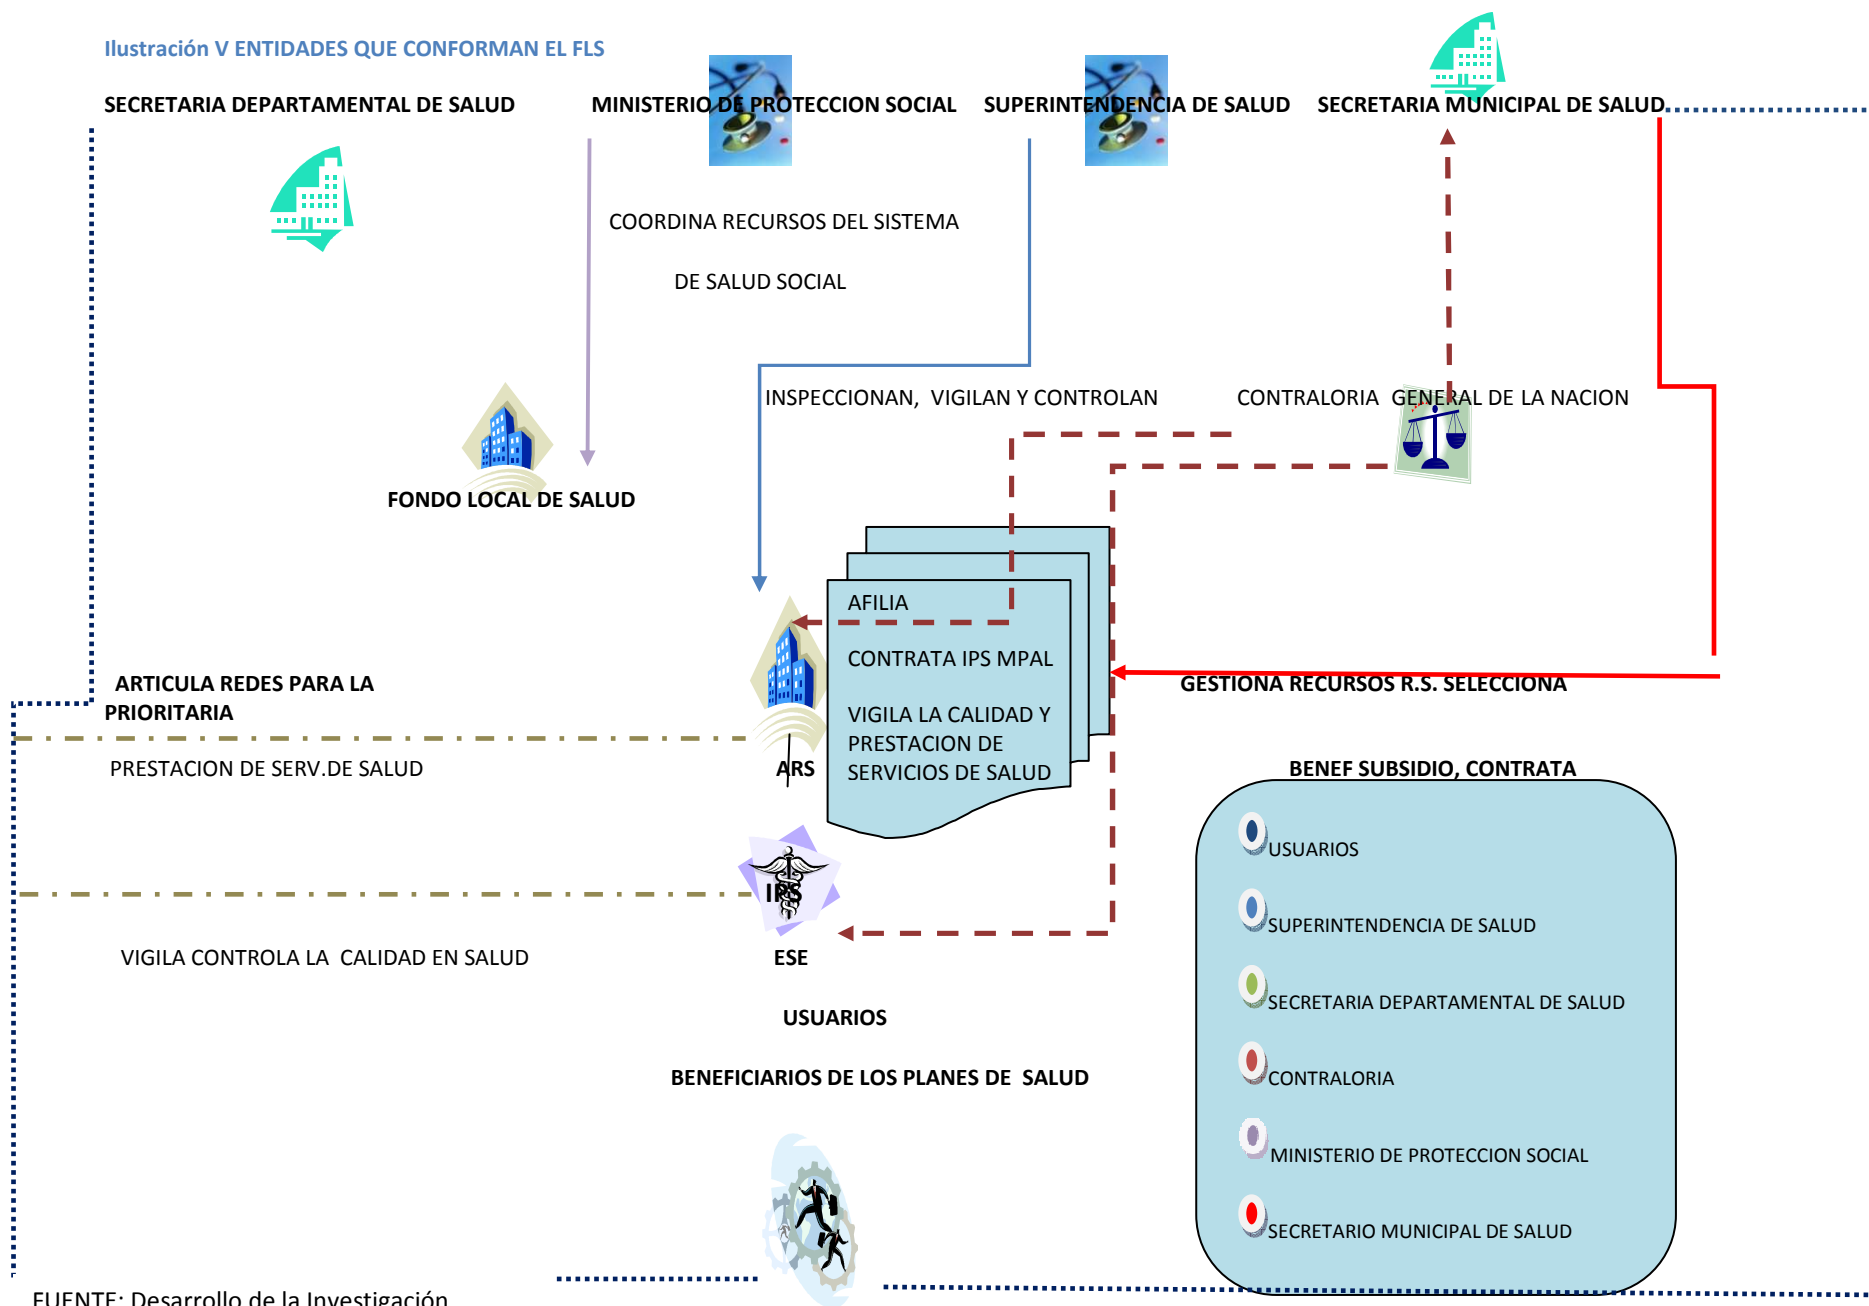 Ilustración V ENTIDADES QUE CONFORMAN EL FLS
SECRETARIA DEPARTAMENTAL DE SALUD
MINISTERIO DE PROTECCION SOCIAL
SUPERINTENDENCIA DE SALUD
SECRETARIA MUNICIPAL DE SALUD
COORDINA RECURSOS DEL SISTEMA
DE SALUD SOCIAL
INSPECCIONAN, VIGILAN Y CONTROLAN
CONTRALORIA GENERAL DE LA NACION
FONDO LOCAL DE SALUD
AFILIA
CONTRATA IPS MPAL
VIGILA LA CALIDAD Y
PRESTACION DE
SERVICIOS DE SALUD
ARTICULA REDES PARA LA
PRIORITARIA
GESTIONA RECURSOS R.S. SELECCIONA
PRESTACION DE SERV.DE SALUD
ARS
BENEF SUBSIDIO, CONTRATA
USUARIOS
SUPERINTENDENCIA DE SALUD
SECRETARIA DEPARTAMENTAL DE SALUD
CONTRALORIA
MINISTERIO DE PROTECCION SOCIAL
SECRETARIO MUNICIPAL DE SALUD
IPS
VIGILA CONTROLA LA CALIDAD EN SALUD
ESE
USUARIOS
BENEFICIARIOS DE LOS PLANES DE SALUD
FUENTE: Desarrollo de la Investigación